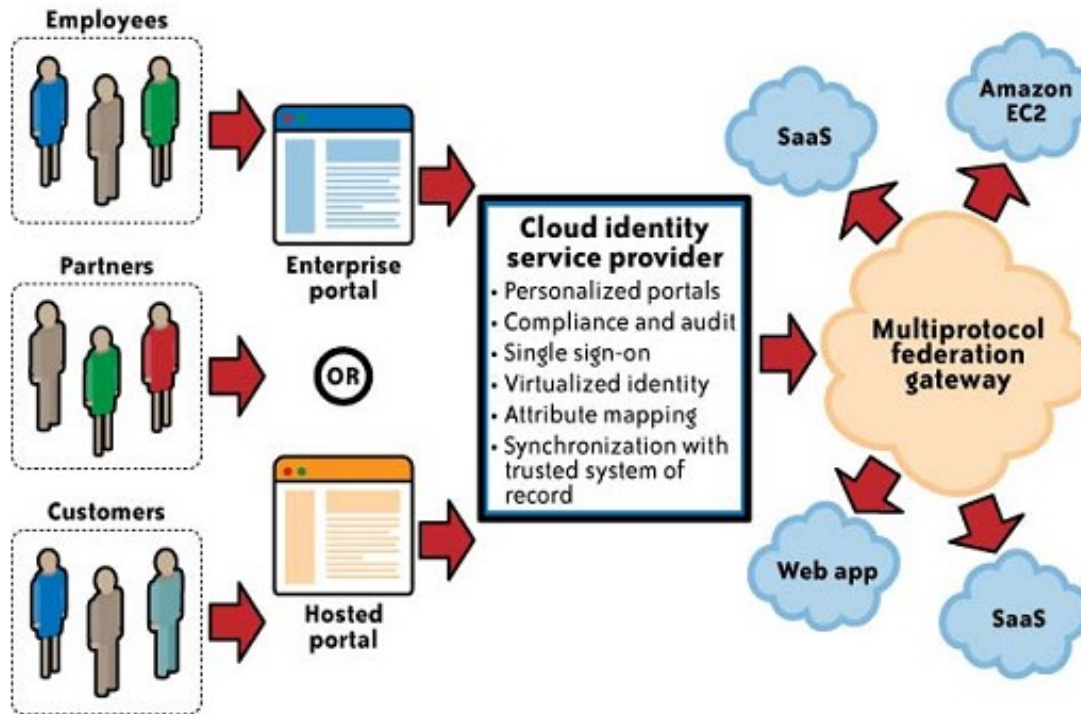 Employees
Partners
Customers
Enterprise
portal
OR
Hosted
portal
Cloud identity
service provider
• Personalized portals
• Compliance and audit
• Single sign-on
• Virtualized identity
• Attribute mapping
• Synchronization with
trusted system of
record
Multiprotocol
federation
gateway
SaaS
Amazon
EC2
Web app
SaaS